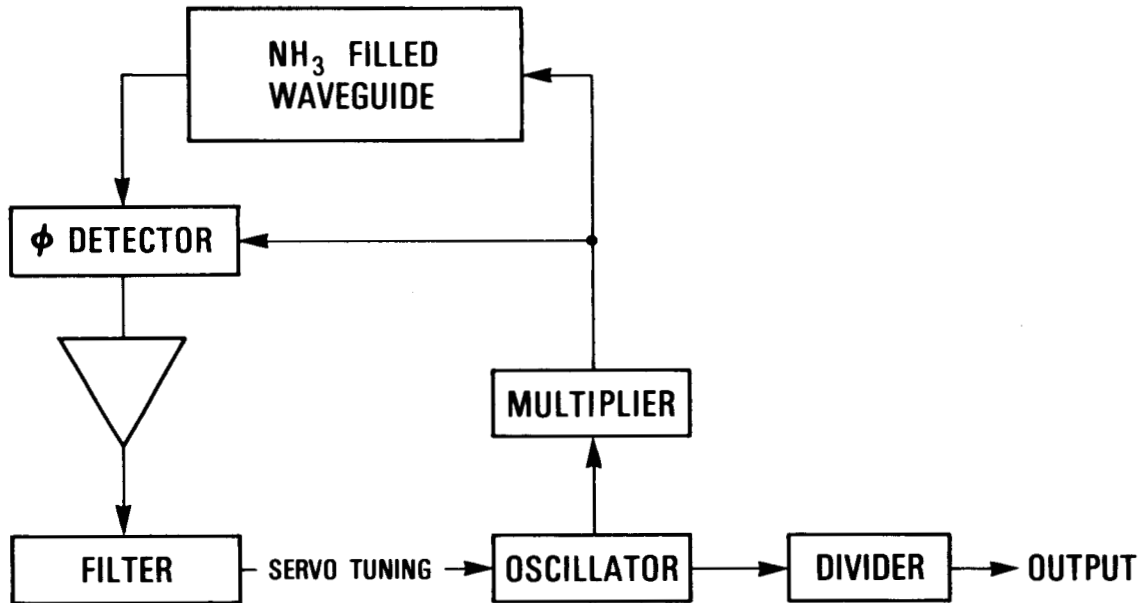 NH₃ FILLED
WAVEGUIDE
ϕ DETECTOR
MULTIPLIER
FILTER
SERVO TUNING
OSCILLATOR
DIVIDER
OUTPUT